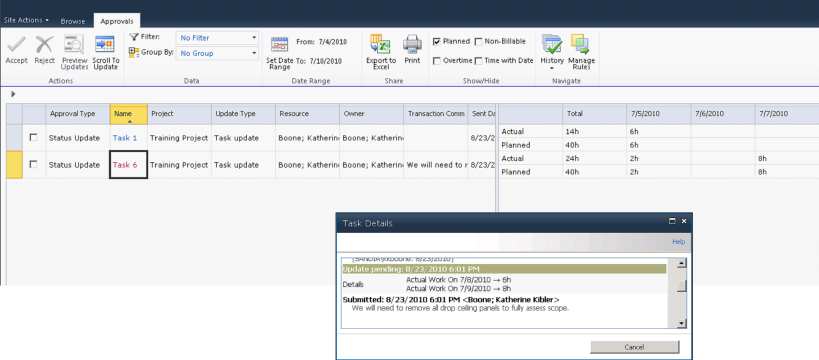 Site Actions Browse Approvals
Filter: No Filter
Group By: No Group
From: 7/4/2010
Set Date To: 7/18/2010
Range
Accept Reject Preview Updates Scroll To Update
Export to Excel Print
Planned Non-Billable
Overtime Time with Date
History Manage Rules
Actions Data Date Range Share Show/Hide Navigate
Approval Type Name Project Update Type Resource Owner Transaction Comm Sent Da Total 7/5/2010 7/6/2010 7/7/2010
Status Update Task 1 Training Project Task update Boone; Katherin Boone; Katherin 8/23/2 Actual 14h 6h
Planned 40h 6h
Status Update Task 6 Training Project Task update Boone; Katherin Boone; Katherin We will need to r 8/23/2 Actual 24h 2h 8h
Planned 40h 2h 8h
Task Details
Help
Update pending: 8/23/2010 6:01 PM
Details Actual Work On 7/8/2010 → 6h
Actual Work On 7/9/2010 → 8h
Submitted: 8/23/2010 6:01 PM <Boone; Katherine Kibler>
We will need to remove all drop ceiling panels to fully assess scope.
Cancel